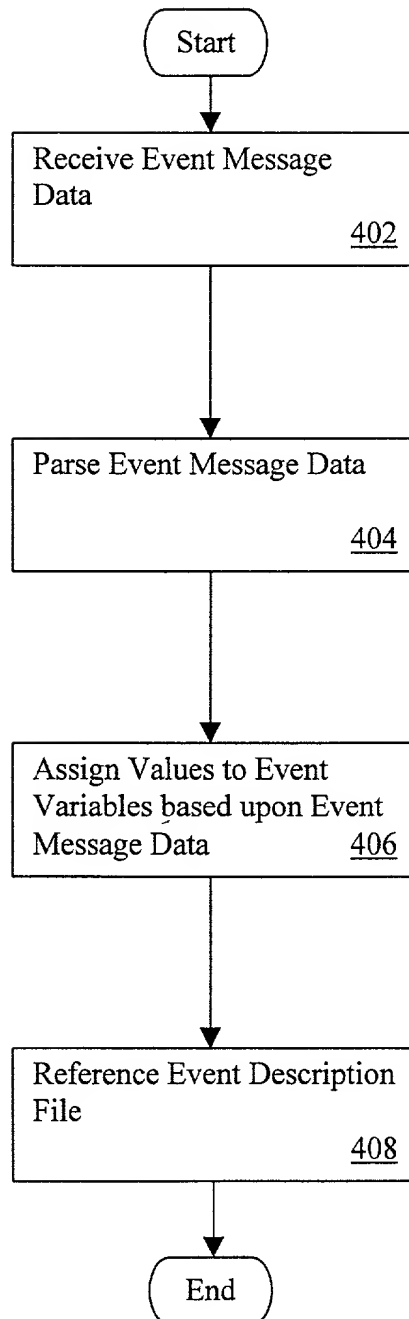 Start
Receive Event Message
Data
402
Parse Event Message Data
404
Assign Values to Event
Variables based upon Event
Message Data 406
Reference Event Description
File
408
End